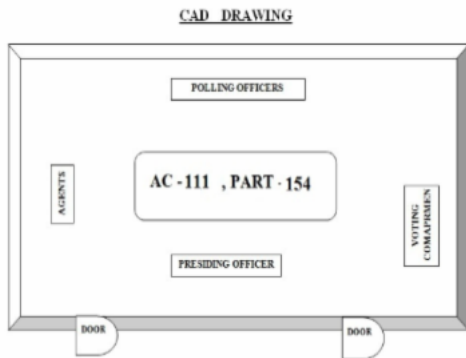 CAD DRAWING
POLLING OFFICERS
AGENTS
AC -111 , PART - 154
VOTING
COMAPRMEN
PRESIDING OFFICER
DOOR
DOOR